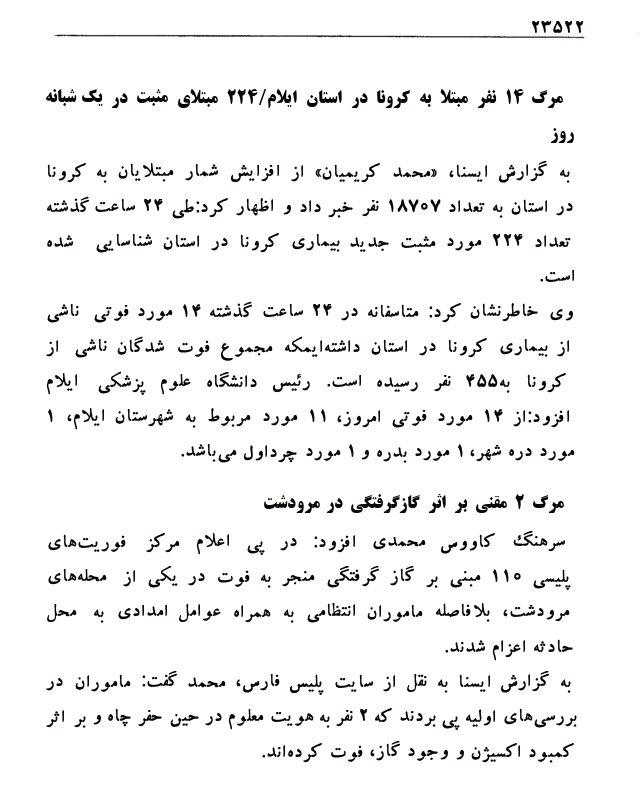 ۲۳۵۲۲
مرگ ۱۴ نفر مبتلا به کرونا در استان ایلام/۲۲۴ مبتلای مثبت در یک شبانه
روز
به گزارش ایسنا، «محمد کریمیان» از افزایش شمار مبتلایان به کرونا
در استان به تعداد ۱۸۷۰۷ نفر خبر داد و اظهار کرد:طی ۲۴ ساعت گذشته
تعداد ۲۲۴ مورد مثبت جدید بیماری کرونا در استان شناسایی شده
است.
وی خاطرنشان کرد: متاسفانه در ۲۴ ساعت گذشته ۱۴ مورد فوتی ناشی
از بیماری کرونا در استان داشته‌ایمکه مجموع فوت شدگان ناشی از
کرونا به۴۵۵ نفر رسیده است. رئیس دانشگاه علوم پزشکی ایلام
افزود:از ۱۴ مورد فوتی امروز، ۱۱ مورد مربوط به شهرستان ایلام، ۱
مورد دره شهر، ۱ مورد بدره و ۱ مورد چرداول می‌باشد.
مرگ ۲ مقنی بر اثر گازگرفتگی در مرودشت
سرهنگ کاووس محمدی افزود: در پی اعلام مرکز فوریت‌های
پلیسی ۱۱۰ مبنی بر گاز گرفتگی منجر به فوت در یکی از محله‌های
مرودشت، بلافاصله ماموران انتظامی به همراه عوامل امدادی به محل
حادثه اعزام شدند.
به گزارش ایسنا به نقل از سایت پلیس فارس، محمد گفت: ماموران در
بررسی‌های اولیه پی بردند که ۲ نفر به هویت معلوم در حین حفر چاه و بر اثر
کمبود اکسیژن و وجود گاز، فوت کرده‌اند.